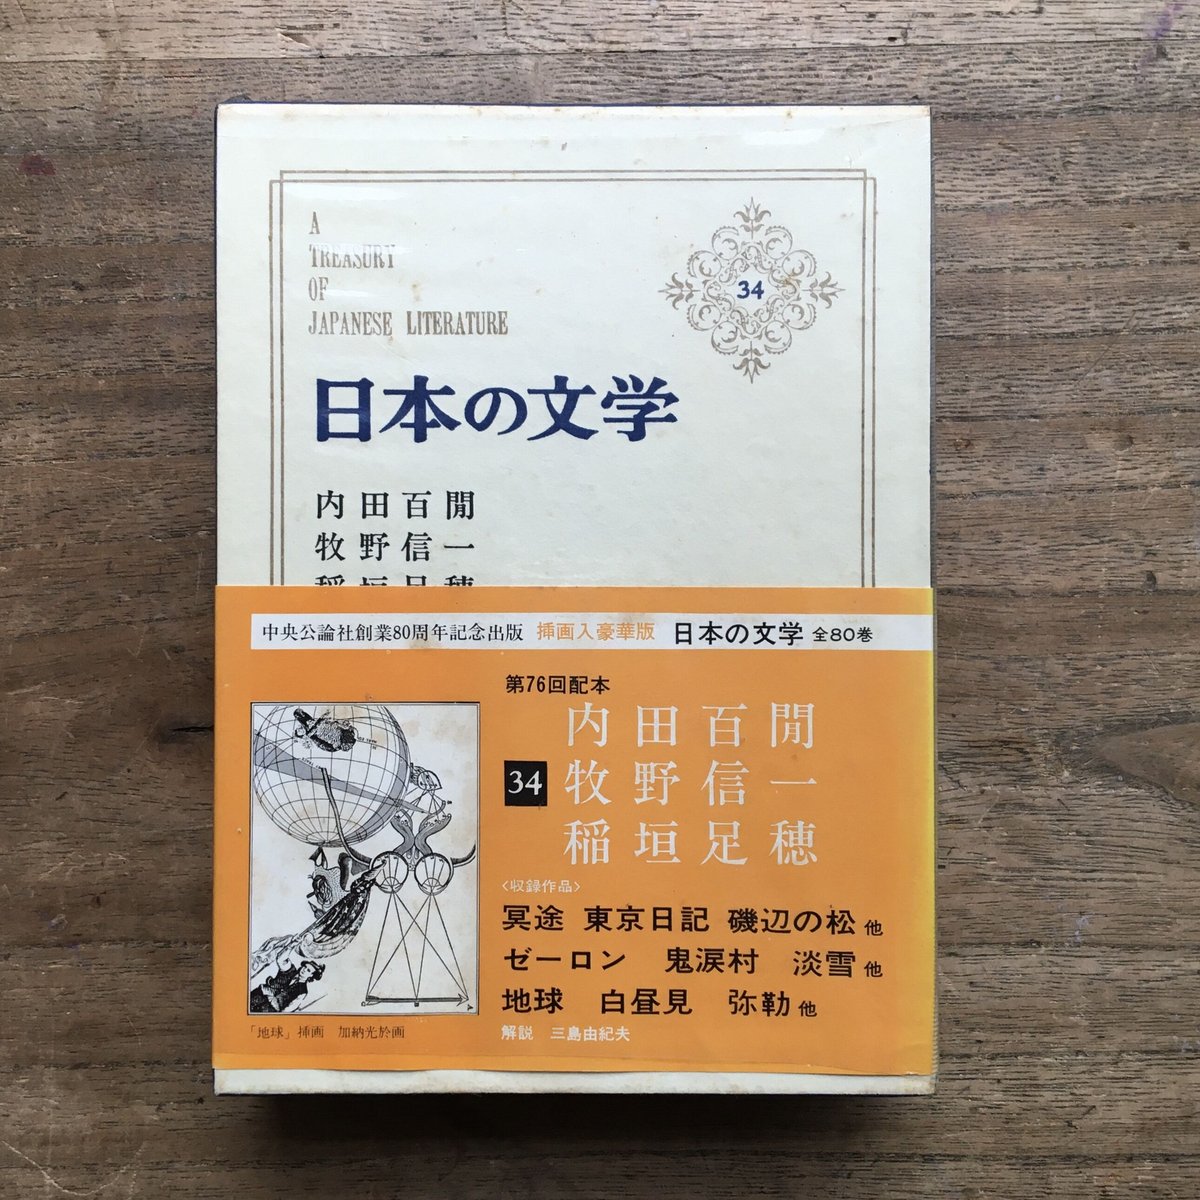 A
TREASURY
OF
JAPANESE LITERATURE
34
日本の文学
内田百閒
牧野信一
稲垣足穂
中央公論社創業80周年記念出版 挿画入豪華版 日本の文学 全80巻
第76回配本
34
内田百閒
牧野信一
稲垣足穂
〈収録作品〉
冥途 東京日記 磯辺の松 他
ゼーロン 鬼涙村 淡雪 他
地球 白昼見 弥勒 他
解説 三島由紀夫
「地球」挿画 加納光於画